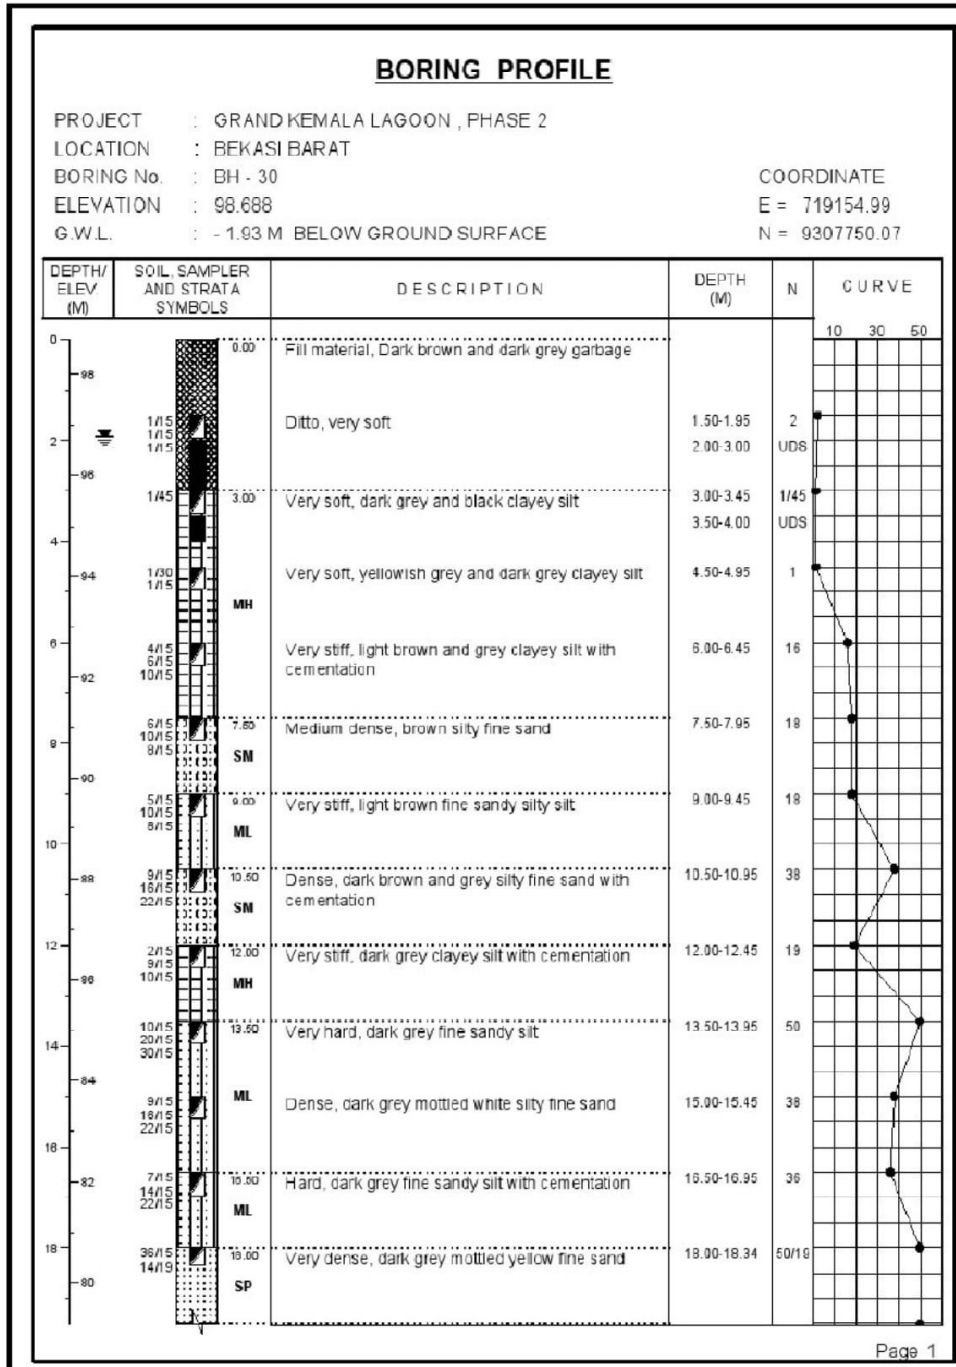 BORING PROFILE
PROJECT : GRAND KEMALA LAGOON , PHASE 2
LOCATION : BEKASI BARAT
BORING No. : BH - 30
COORDINATE
ELEVATION : 98.688
E = 719154.99
G.W.L. : - 1.93 M BELOW GROUND SURFACE
N = 9307750.07
DEPTH/ ELEV (M)
SOIL, SAMPLER AND STRATA SYMBOLS
DESCRIPTION
DEPTH (M)
N
CURVE
10 30 50
0
0.00 Fill material, Dark brown and dark grey garbage
98
1/15 Ditto, very soft 1.50-1.95 2
1/15
2 1/15 2.00-3.00 UDS
96
1/45 3.00 Very soft, dark grey and black clayey silt 3.00-3.45 1/45
3.50-4.00 UDS
4
94 1/30 Very soft, yellowish grey and dark grey clayey silt 4.50-4.95 1
1/15
MH
6 4/15 Very stiff, light brown and grey clayey silt with 6.00-6.45 16
6/15 cementation
92 10/15
6/15 7.50 Medium dense, brown silty fine sand 7.50-7.95 18
10/15
8/15
SM
90
5/15 9.00 Very stiff, light brown fine sandy silty silt 9.00-9.45 18
10/15
8/15 ML
10
88 9/15 10.50 Dense, dark brown and grey silty fine sand with 10.50-10.95 38
16/15 cementation
22/15 SM
12 2/15 12.00 Very stiff, dark grey clayey silt with cementation 12.00-12.45 19
9/15
10/15 MH
10/15 13.50 Very hard, dark grey fine sandy silt 13.50-13.95 50
20/15
14 30/15
84
ML
9/15 Dense, dark grey mottled white silty fine sand 15.00-15.45 38
16/15
22/15
16
82 7/15 16.50 Hard, dark grey fine sandy silt with cementation 16.50-16.95 36
14/15
22/15 ML
18 36/15 18.00 Very dense, dark grey mottled yellow fine sand 18.00-18.34 50/19
14/19
80 SP
Page 1